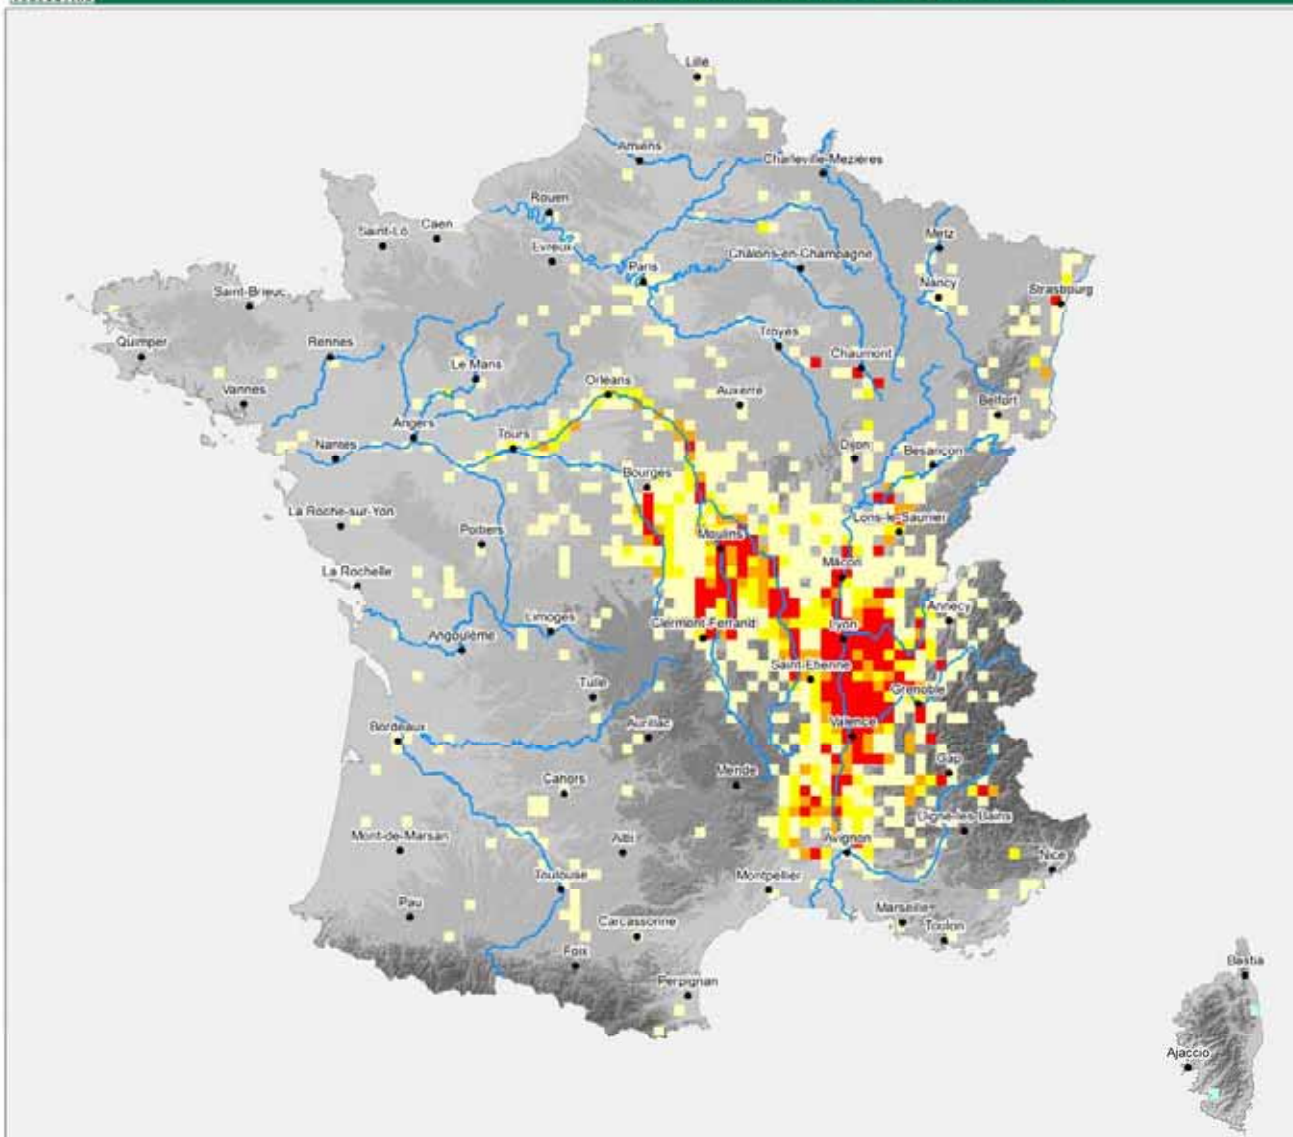 Lille
Amiens
Charleville-Mezières
Rouen
Saint-Lô
Caen
Evreux
Metz
Châlons-en-Champagne
Paris
Nancy
Strasbourg
Saint-Brieuc
Quimper
Rennes
Troyes
Chaumont
Le Mans
Orléans
Vannes
Auxerre
Belfort
Angers
Tours
Nantes
Dijon
Besançon
Bourges
La Roche-sur-Yon
Lons-le-Saunier
Poitiers
Moulins
Mâcon
La Rochelle
Annecy
Limoges
Clermont-Ferrand
Lyon
Angoulême
Saint-Etienne
Tulle
Grenoble
Bordeaux
Aurillac
Valence
Gap
Mende
Cahors
Digne-les-Bains
Mont-de-Marsan
Albi
Avignon
Nice
Toulouse
Montpellier
Pau
Carcassonne
Marseille
Toulon
Foix
Bastia
Perpignan
Ajaccio